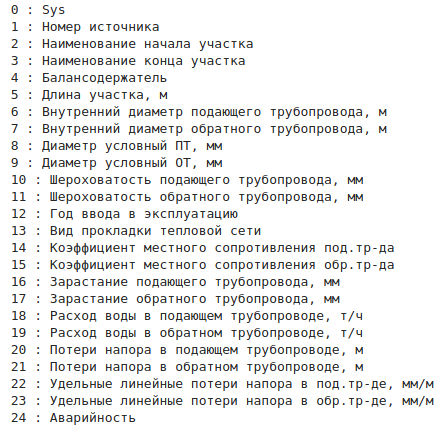 0 : Sys
1 : Номер источника
2 : Наименование начала участка
3 : Наименование конца участка
4 : Балансодержатель
5 : Длина участка, м
6 : Внутренний диаметр подающего трубопровода, м
7 : Внутренний диаметр обратного трубопровода, м
8 : Диаметр условный ПТ, мм
9 : Диаметр условный ОТ, мм
10 : Шероховатость подающего трубопровода, мм
11 : Шероховатость обратного трубопровода, мм
12 : Год ввода в эксплуатацию
13 : Вид прокладки тепловой сети
14 : Коэффициент местного сопротивления под.тр-да
15 : Коэффициент местного сопротивления обр.тр-да
16 : Зарастание подающего трубопровода, мм
17 : Зарастание обратного трубопровода, мм
18 : Расход воды в подающем трубопроводе, т/ч
19 : Расход воды в обратном трубопроводе, т/ч
20 : Потери напора в подающем трубопроводе, м
21 : Потери напора в обратном трубопроводе, м
22 : Удельные линейные потери напора в под.тр-де, мм/м
23 : Удельные линейные потери напора в обр.тр-де, мм/м
24 : Аварийность